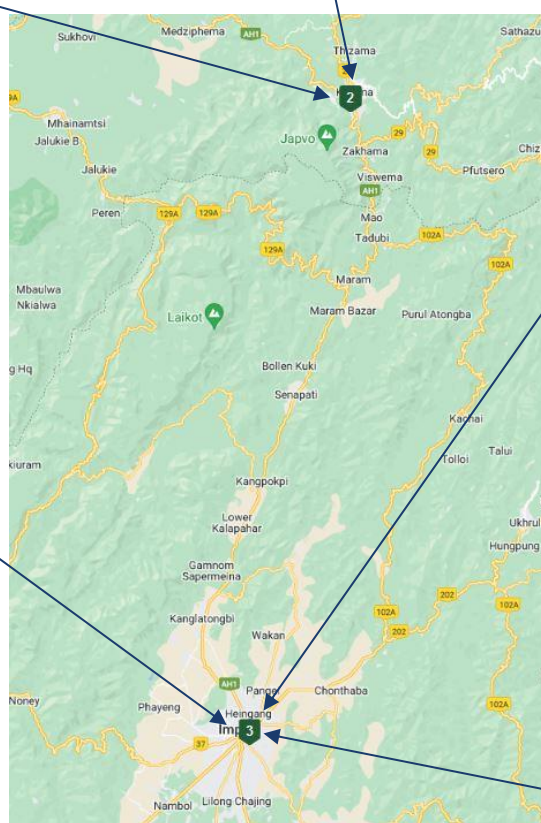 Sukhovi
Medziphema
AH1
Sathazu
Thizama
2
Mhainamtsi
Jalukie B
Japvo
Zakhama
29
29
Chiz
Jalukie
Viswema
Pfutsero
AH1
Peren
129A
129A
Mao
Tadubi
102A
129A
102A
Maram
Mbaulwa
Nkialwa
Maram Bazar
Purul Atongba
Laikot
g Hq
Bollen Kuki
Senapati
Kachai
Talui
Tolloi
kiuram
Kangpokpi
Lower
Kalapahar
Ukhrul
Hungpung
Gamnom
Sapermeina
202
102A
Kanglatongbi
102A
Wakan
202
AH1
Pangei
Chonthaba
Noney
Phayeng
Heingang
102A
3
37
Nambol
Lilong Chajing